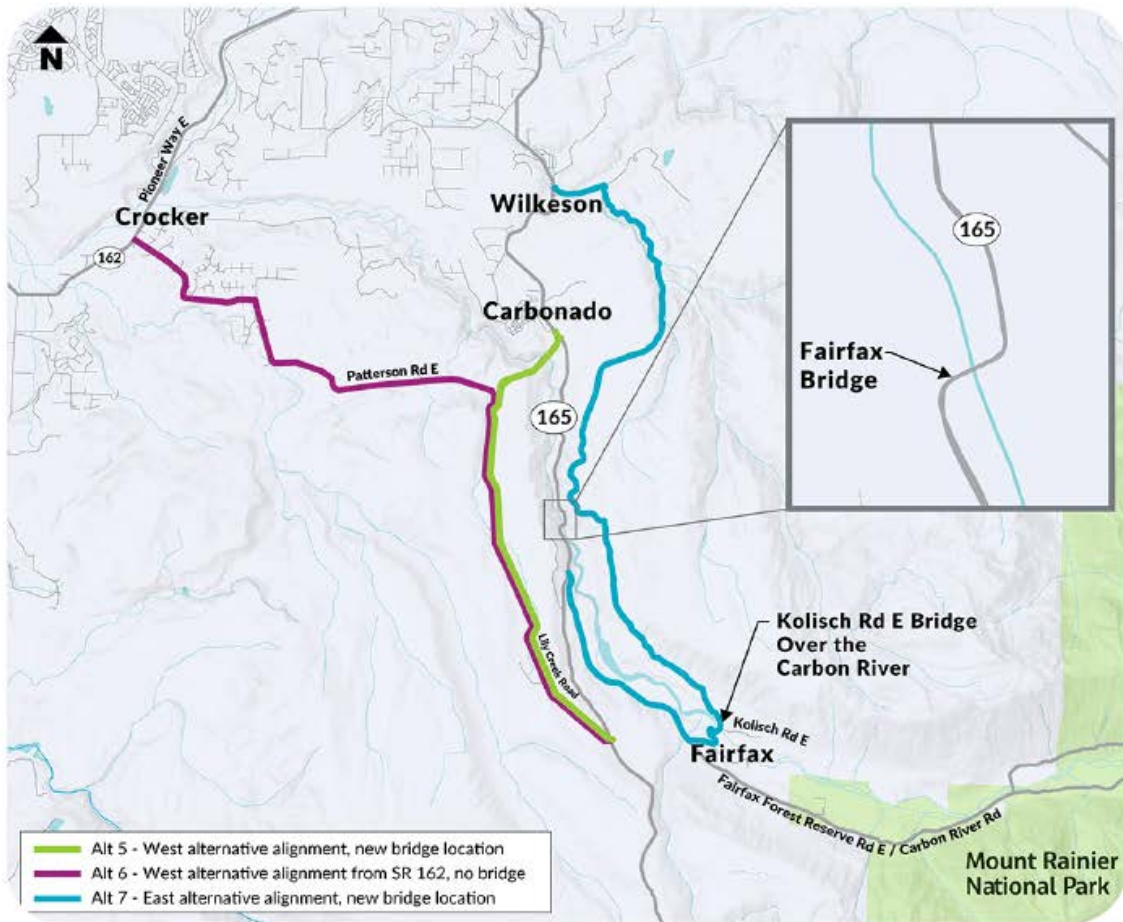 N
Pioneer Way E
Crocker
162
Wilkeson
Carbonado
Patterson Rd E
165
Lily Creek Road
165
Fairfax
Bridge
Kolisch Rd E Bridge
Over the
Carbon River
Kolisch Rd E
Fairfax
Fairfax Forest Reserve Rd E / Carbon River Rd
Mount Rainier
National Park
Alt 5 - West alternative alignment, new bridge location
Alt 6 - West alternative alignment from SR 162, no bridge
Alt 7 - East alternative alignment, new bridge location